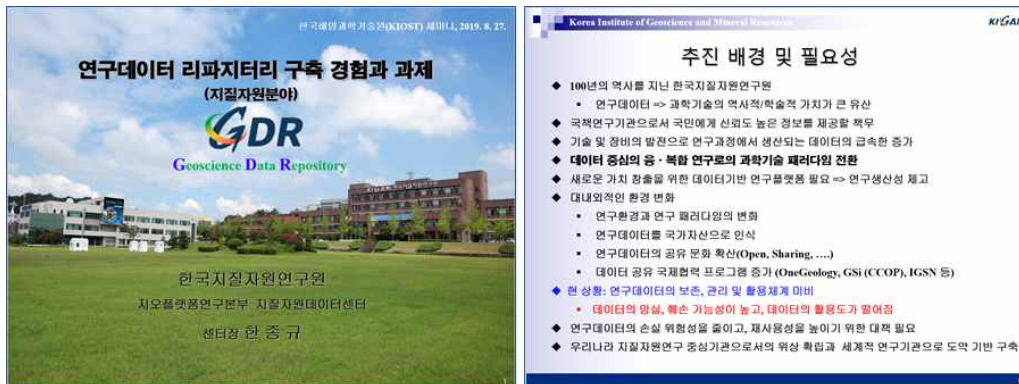 한국해양과학기술원(KIOST) 세미나, 2019. 8. 27.
연구데이터 리파지터리 구축 경험과 과제
(지질자원분야)
GDR
Geoscience Data Repository
KIGAM 한국지질자원연구원
한국지질자원연구원
지오플랫폼연구본부 지질자원데이터센터
센터장 한 종 규
1
Korea Institute of Geoscience and Mineral Resources
KIGAM
추진 배경 및 필요성
◆ 100년의 역사를 지닌 한국지질자원연구원
▪ 연구데이터 => 과학기술의 역사적/학술적 가치가 큰 유산
◆ 국책연구기관으로서 국민에게 신뢰도 높은 정보를 제공할 책무
◆ 기술 및 장비의 발전으로 연구과정에서 생산되는 데이터의 급속한 증가
◆ 데이터 중심의 융·복합 연구로의 과학기술 패러다임 전환
◆ 새로운 가치 창출을 위한 데이터기반 연구플랫폼 필요 => 연구생산성 제고
◆ 대내외적인 환경 변화
▪ 연구환경과 연구 패러다임의 변화
▪ 연구데이터를 국가자산으로 인식
▪ 연구데이터의 공유 문화 확산(Open, Sharing, ....)
▪ 데이터 공유 국제협력 프로그램 증가 (OneGeology, GSi (CCOP), IGSN 등)
◆ 현 상황: 연구데이터의 보존, 관리 및 활용체계 미비
▪ 데이터의 망실, 훼손 가능성이 높고, 데이터의 활용도가 떨어짐
◆ 연구데이터의 손실 위험성을 줄이고, 재사용성을 높이기 위한 대책 필요
◆ 우리나라 지질자원연구 중심기관으로서의 위상 확립과 세계적 연구기관으로 도약 기반 구축